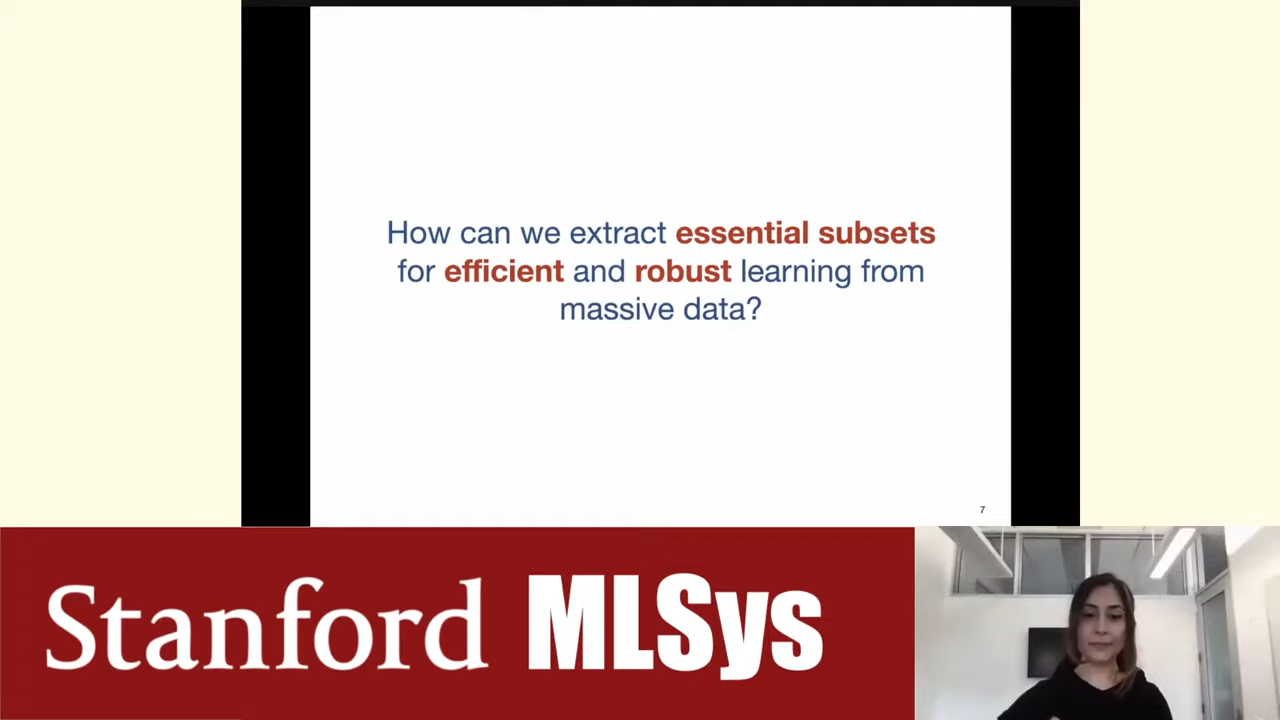 How can we extract essential subsets
for efficient and robust learning from
massive data?
7
Stanford MLSys